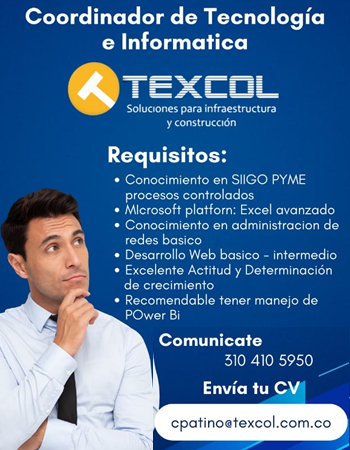 Coordinador de Tecnología
e Informatica
TEXCOL
Soluciones para infraestructura
y construcción
Requisitos:
• Conocimiento en SIIGO PYME
procesos controlados
• MIcrosoft platforn: Excel avanzado
• Conocimiento en administracion de
redes basico
• Desarrollo Web basico - intermedio
• Excelente Actitud y Determinación
de crecimiento
• Recomendable tener manejo de
POwer Bi
Comunicate
310 410 5950
Envía tu CV
cpatino@texcol.com.co